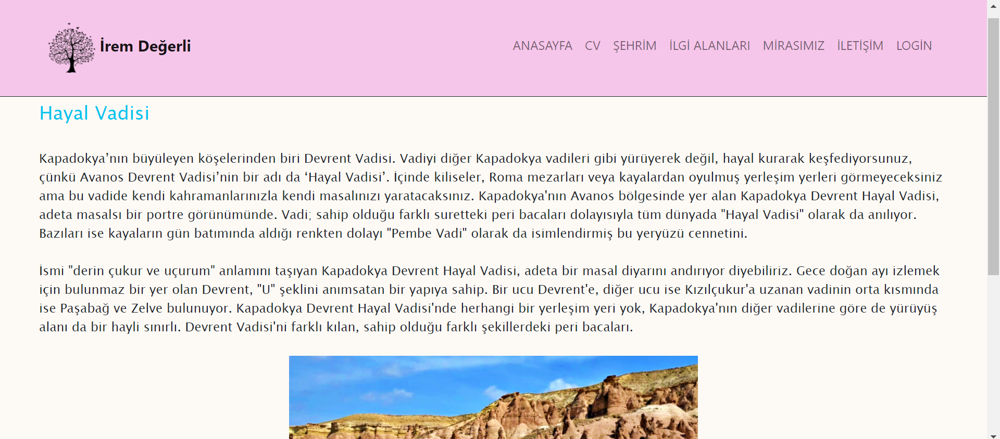 İrem Değerli
ANASAYFA CV ŞEHRİM İLGİ ALANLARI MİRASIMIZ İLETİŞİM LOGİN
Hayal Vadisi
Kapadokya’nın büyüleyen köşelerinden biri Devrent Vadisi. Vadiyi diğer Kapadokya vadileri gibi yürüyerek değil, hayal kurarak keşfediyorsunuz,
çünkü Avanos Devrent Vadisi’nin bir adı da ‘Hayal Vadisi’. İçinde kiliseler, Roma mezarları veya kayalardan oyulmuş yerleşim yerleri görmeyeceksiniz
ama bu vadide kendi kahramanlarınızla kendi masalınızı yaratacaksınız. Kapadokya'nın Avanos bölgesinde yer alan Kapadokya Devrent Hayal Vadisi,
adeta masalsı bir portre görünümünde. Vadi; sahip olduğu farklı suretteki peri bacaları dolayısıyla tüm dünyada "Hayal Vadisi" olarak da anılıyor.
Bazıları ise kayaların gün batımında aldığı renkten dolayı "Pembe Vadi" olarak da isimlendirmiş bu yeryüzü cennetini.
İsmi "derin çukur ve uçurum" anlamını taşıyan Kapadokya Devrent Hayal Vadisi, adeta bir masal diyarını andırıyor diyebiliriz. Gece doğan ayı izlemek
için bulunmaz bir yer olan Devrent, "U" şeklini anımsatan bir yapıya sahip. Bir ucu Devrent'e, diğer ucu ise Kızılçukur'a uzanan vadinin orta kısmında
ise Paşabağ ve Zelve bulunuyor. Kapadokya Devrent Hayal Vadisi'nde herhangi bir yerleşim yeri yok, Kapadokya'nın diğer vadilerine göre de yürüyüş
alanı da bir hayli sınırlı. Devrent Vadisi'ni farklı kılan, sahip olduğu farklı şekillerdeki peri bacaları.